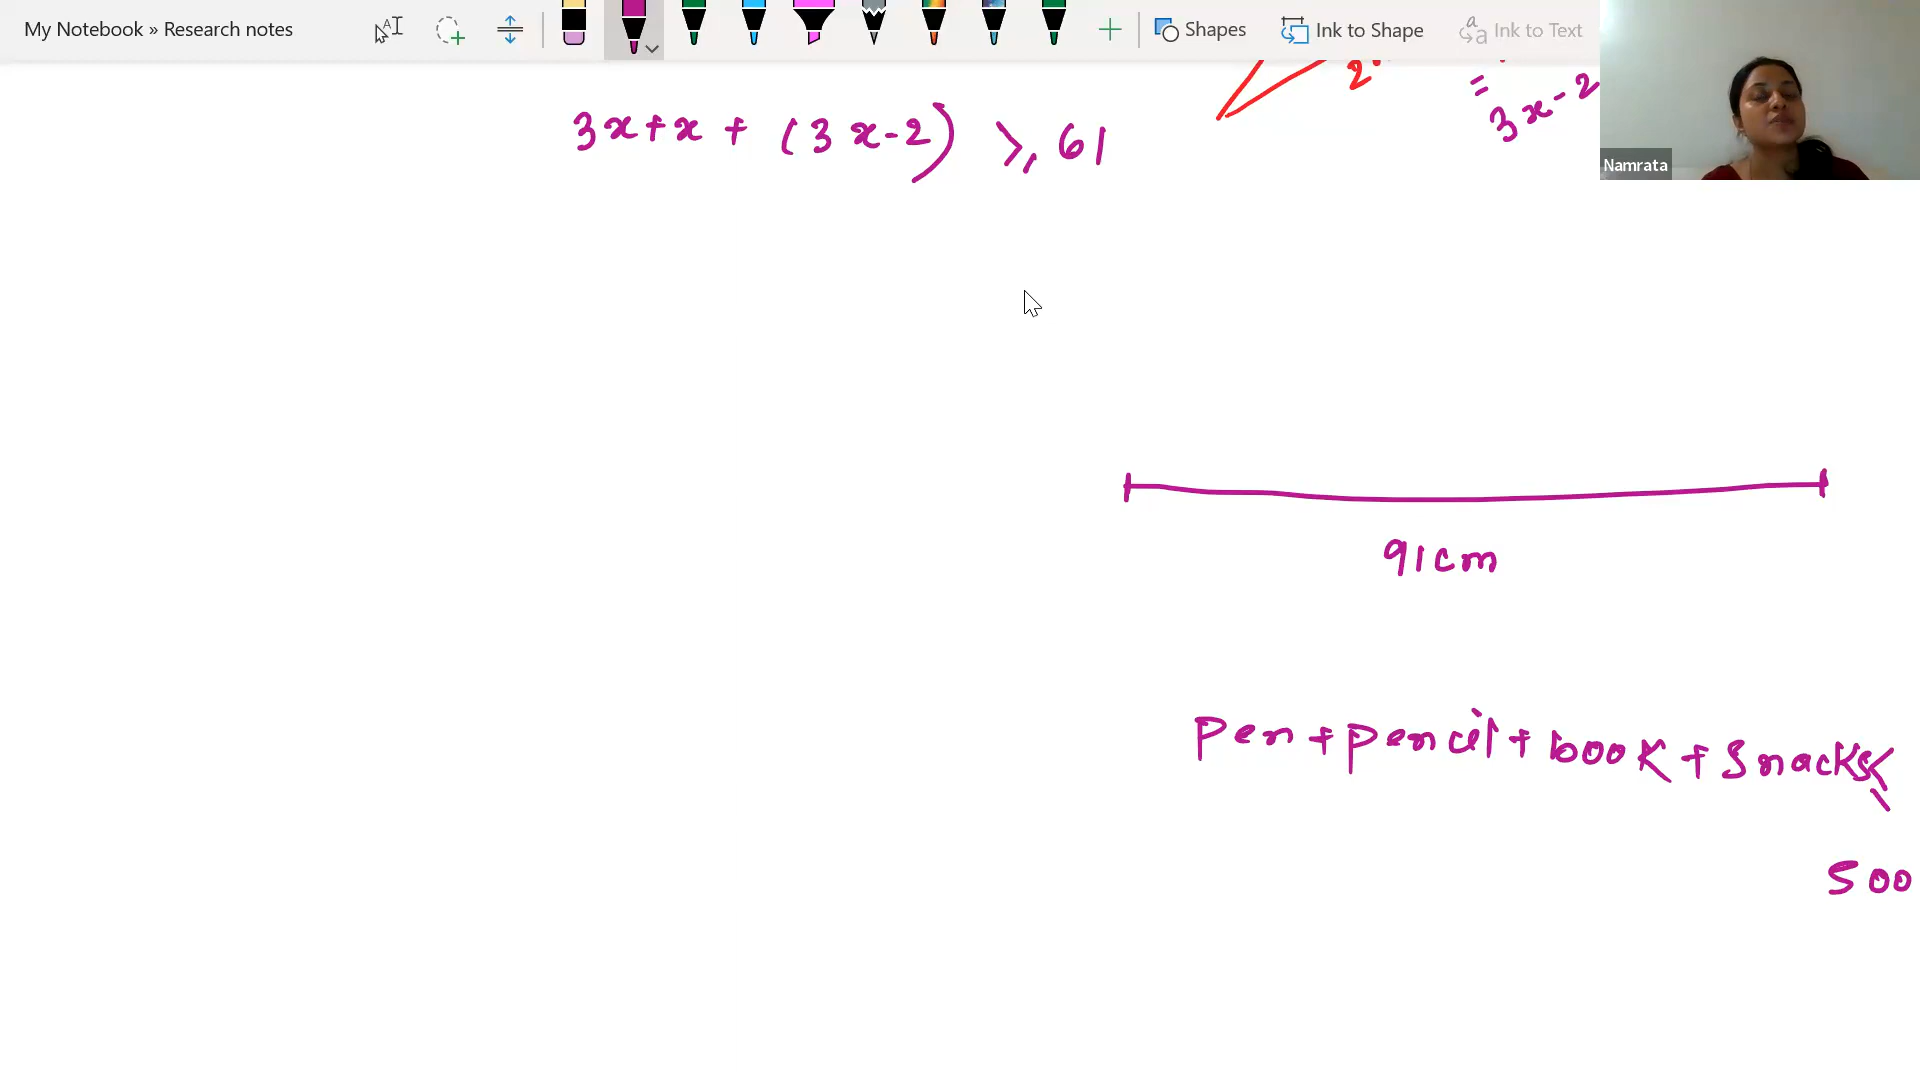 My Notebook » Research notes
Shapes
Ink to Shape
Ink to Text
3x+x + (3x-2) ≥ 61
=
3x-2
Namrata
91cm
Pen+pencil+book+snacks<
500